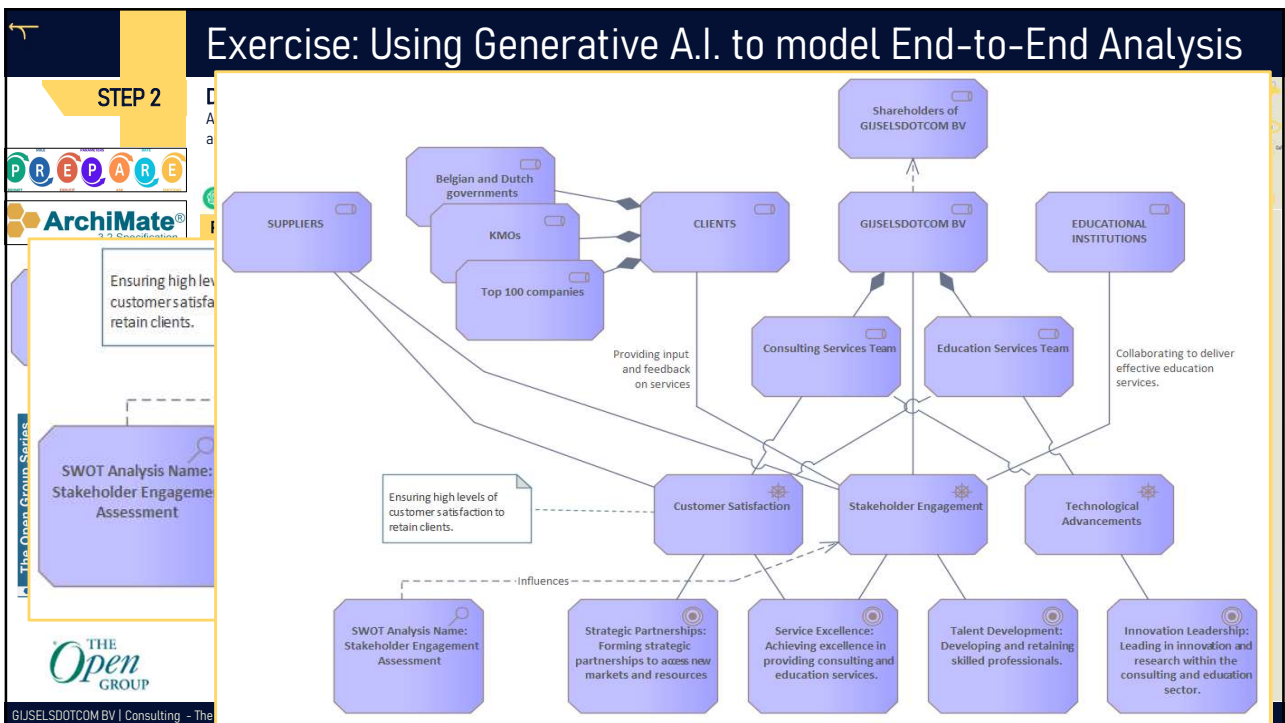 Exercise: Using Generative A.I. to model End-to-End Analysis
STEP 2
D
A
a
P R E P A R E
ArchiMate®
3.2 Specification
Shareholders of
GIJSELSDOTCOM BV
Belgian and Dutch
governments
KMOs
Top 100 companies
SUPPLIERS
CLIENTS
GIJSELSDOTCOM BV
EDUCATIONAL
INSTITUTIONS
Consulting Services Team
Education Services Team
Providing input
and feedback
on services
Collaborating to deliver
effective education
services.
Ensuring high lev
customer satisfa
retain clients.
SWOT Analysis Name:
Stakeholder Engageme
Assessment
The Open Group Series
Ensuring high levels of
customer satisfaction to
retain clients.
Customer Satisfaction
Stakeholder Engagement
Technological
Advancements
Influences
SWOT Analysis Name:
Stakeholder Engagement
Assessment
Strategic Partnerships:
Forming strategic
partnerships to access new
markets and resources
Service Excellence:
Achieving excellence in
providing consulting and
education services.
Talent Development:
Developing and retaining
skilled professionals.
Innovation Leadership:
Leading in innovation and
research within the
consulting and education
sector.
THE
Open
GROUP
GIJSELSDOTCOM BV | Consulting - The